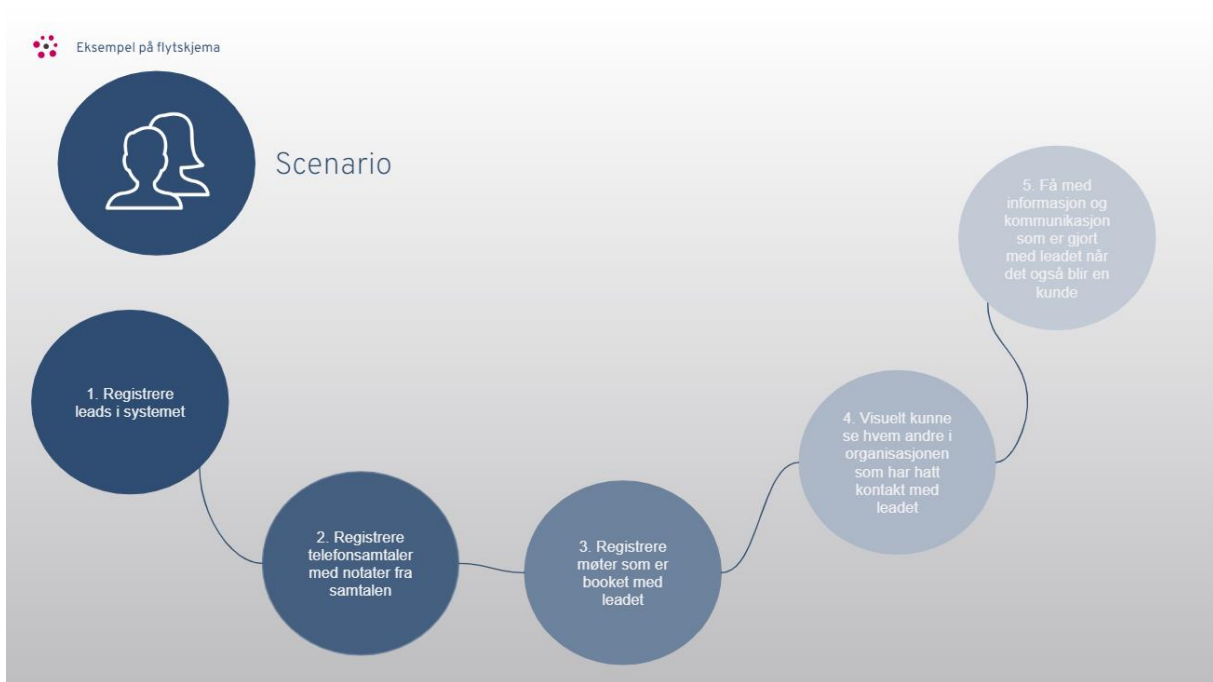 Eksempel på flytskjema
Scenario
1. Registrere
leads i systemet
2. Registrere
telefonsamtaler
med notater fra
samtalen
3. Registrere
møter som er
booket med
leadet
4. Visuelt kunne
se hvem andre i
organisasjonen
som har hatt
kontakt med
leadet
5. Få med
informasjon og
kommunikasjon
som er gjort
med leadet når
det også blir en
kunde